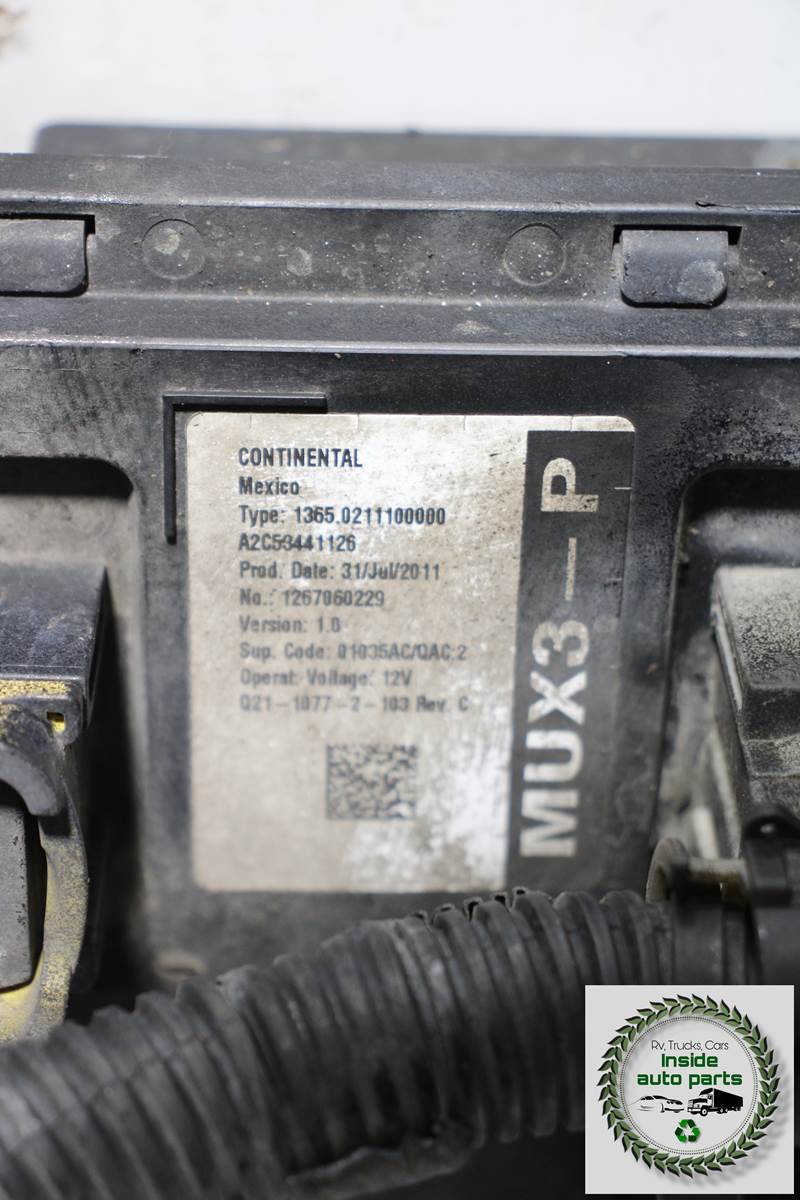 CONTINENTAL
Mexico
Type: 1365.0211100000
A2C53441126
Prod. Date: 31/Jul/2011
No.: 1267060229
Version: 1.0
Sup. Code: 01035AC/QAC:2
Operat. Voltage: 12V
Q21-1077-2-103 Rev. C
MUX3-P
Rv, Trucks, Cars
Inside
auto parts